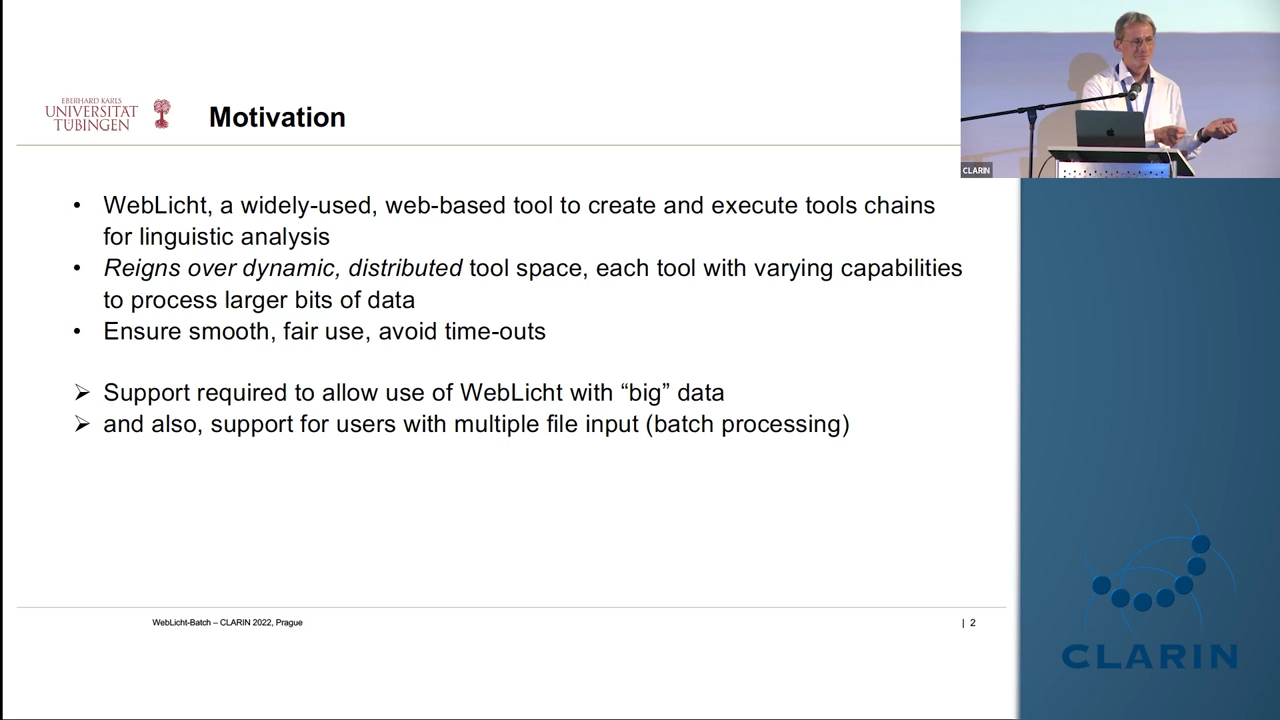 EBERHARD KARLS
UNIVERSITÄT
TÜBINGEN
Motivation
• WebLicht, a widely-used, web-based tool to create and execute tools chains
for linguistic analysis
• Reigns over dynamic, distributed tool space, each tool with varying capabilities
to process larger bits of data
• Ensure smooth, fair use, avoid time-outs
➢ Support required to allow use of WebLicht with “big” data
➢ and also, support for users with multiple file input (batch processing)
WebLicht-Batch – CLARIN 2022, Prague
| 2
CLARIN
CLARIN